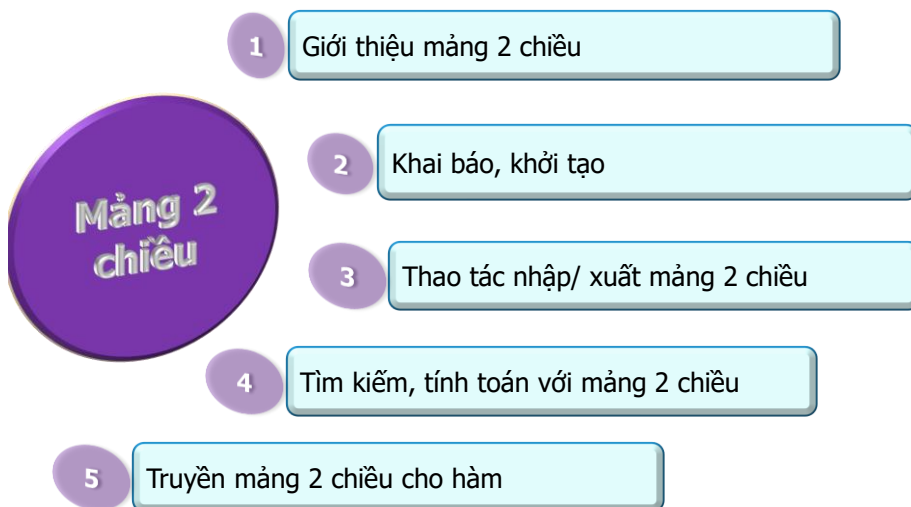 1
Giới thiệu mảng 2 chiều
2
Khai báo, khởi tạo
Mảng 2
chiều
3
Thao tác nhập/ xuất mảng 2 chiều
4
Tìm kiếm, tính toán với mảng 2 chiều
5
Truyền mảng 2 chiều cho hàm